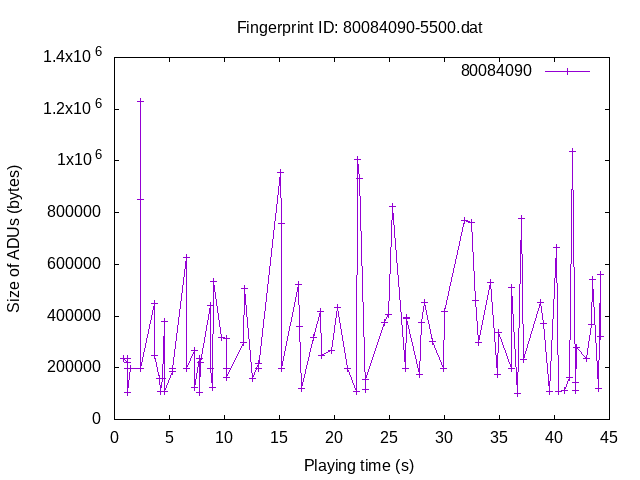 Fingerprint ID: 80084090-5500.dat
1.4x10^6
80084090
1.2x10^6
1x10^6
800000
600000
400000
200000
0
Size of ADUs (bytes)
0 5 10 15 20 25 30 35 40 45
Playing time (s)